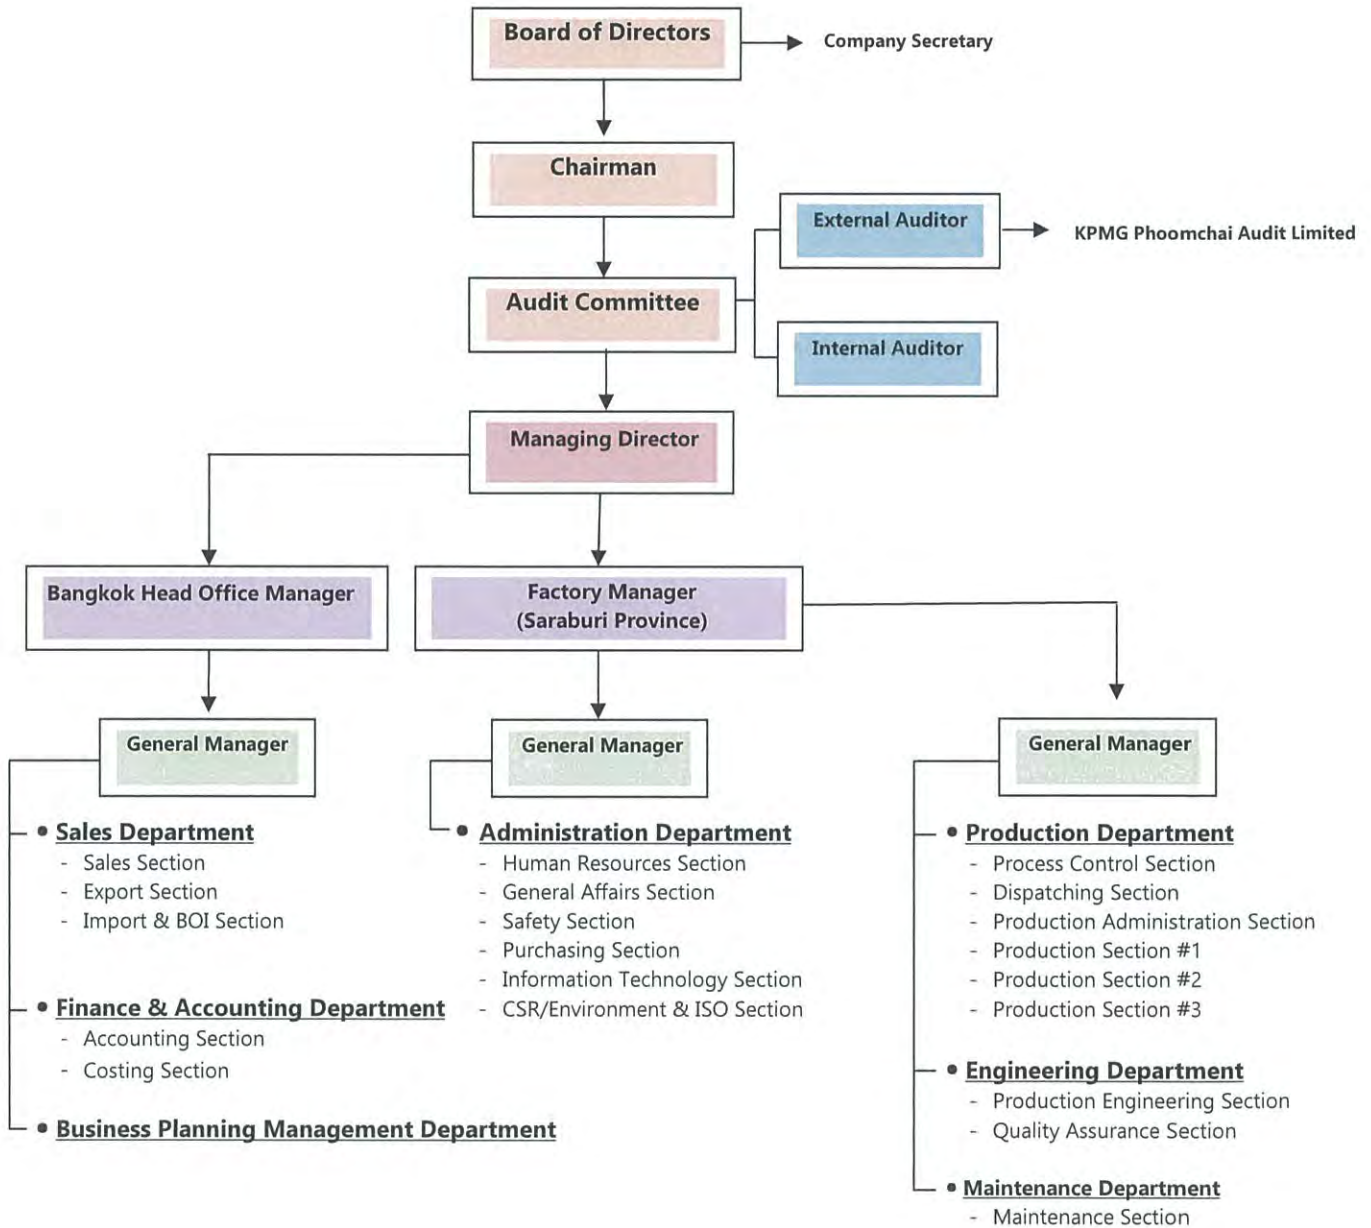 Board of Directors
Company Secretary
Chairman
External Auditor
KPMG Phoomchai Audit Limited
Audit Committee
Internal Auditor
Managing Director
Bangkok Head Office Manager
Factory Manager
(Saraburi Province)
General Manager
• Sales Department
- Sales Section
- Export Section
- Import & BOI Section
• Finance & Accounting Department
- Accounting Section
- Costing Section
• Business Planning Management Department
General Manager
• Administration Department
- Human Resources Section
- General Affairs Section
- Safety Section
- Purchasing Section
- Information Technology Section
- CSR/Environment & ISO Section
General Manager
• Production Department
- Process Control Section
- Dispatching Section
- Production Administration Section
- Production Section #1
- Production Section #2
- Production Section #3
• Engineering Department
- Production Engineering Section
- Quality Assurance Section
• Maintenance Department
- Maintenance Section